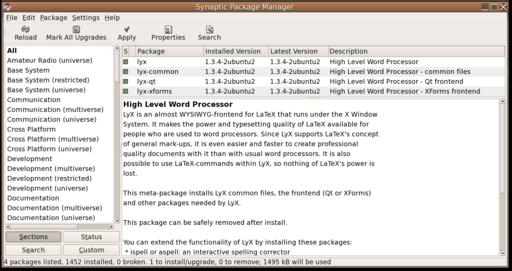 Synaptic Package Manager
File Edit Package Settings Help
Reload Mark All Upgrades Apply Properties Search
All
Amateur Radio (universe)
Base System
Base System (restricted)
Base System (universe)
Communication
Communication (multiverse)
Communication (universe)
Cross Platform
Cross Platform (multiverse)
Cross Platform (universe)
Development
Development (multiverse)
Development (restricted)
Development (universe)
Documentation
Documentation (multiverse)
Documentation (universe)
Sections Status
Search Custom
S Package Installed Version Latest Version Description
lyx 1.3.4-2ubuntu2 1.3.4-2ubuntu2 High Level Word Processor
lyx-common 1.3.4-2ubuntu2 1.3.4-2ubuntu2 High Level Word Processor - common files
lyx-qt 1.3.4-2ubuntu2 1.3.4-2ubuntu2 High Level Word Processor - Qt frontend
lyx-xforms 1.3.4-2ubuntu2 1.3.4-2ubuntu2 High Level Word Processor - XForms frontend
High Level Word Processor
LyX is an almost WYSIWYG-frontend for LaTeX that runs under the X Window
System. It makes the power and typesetting quality of LaTeX available for
people who are used to word processors. Since LyX supports LaTeX's concept
of general mark-ups, it is even easier and faster to create professional
quality documents with it than with usual word processors. It is also
possible to use LaTeX-commands within LyX, so nothing of LaTeX's power is
lost.
This meta-package installs LyX common files, the frontend (Qt or XForms)
and other packages needed by LyX.
This package can be safely removed after install.
You can extend the functionality of LyX by installing these packages:
* ispell or aspell: an interactive spelling corrector
4 packages listed, 1452 installed, 0 broken. 1 to install/upgrade, 0 to remove; 1495 kB will be used